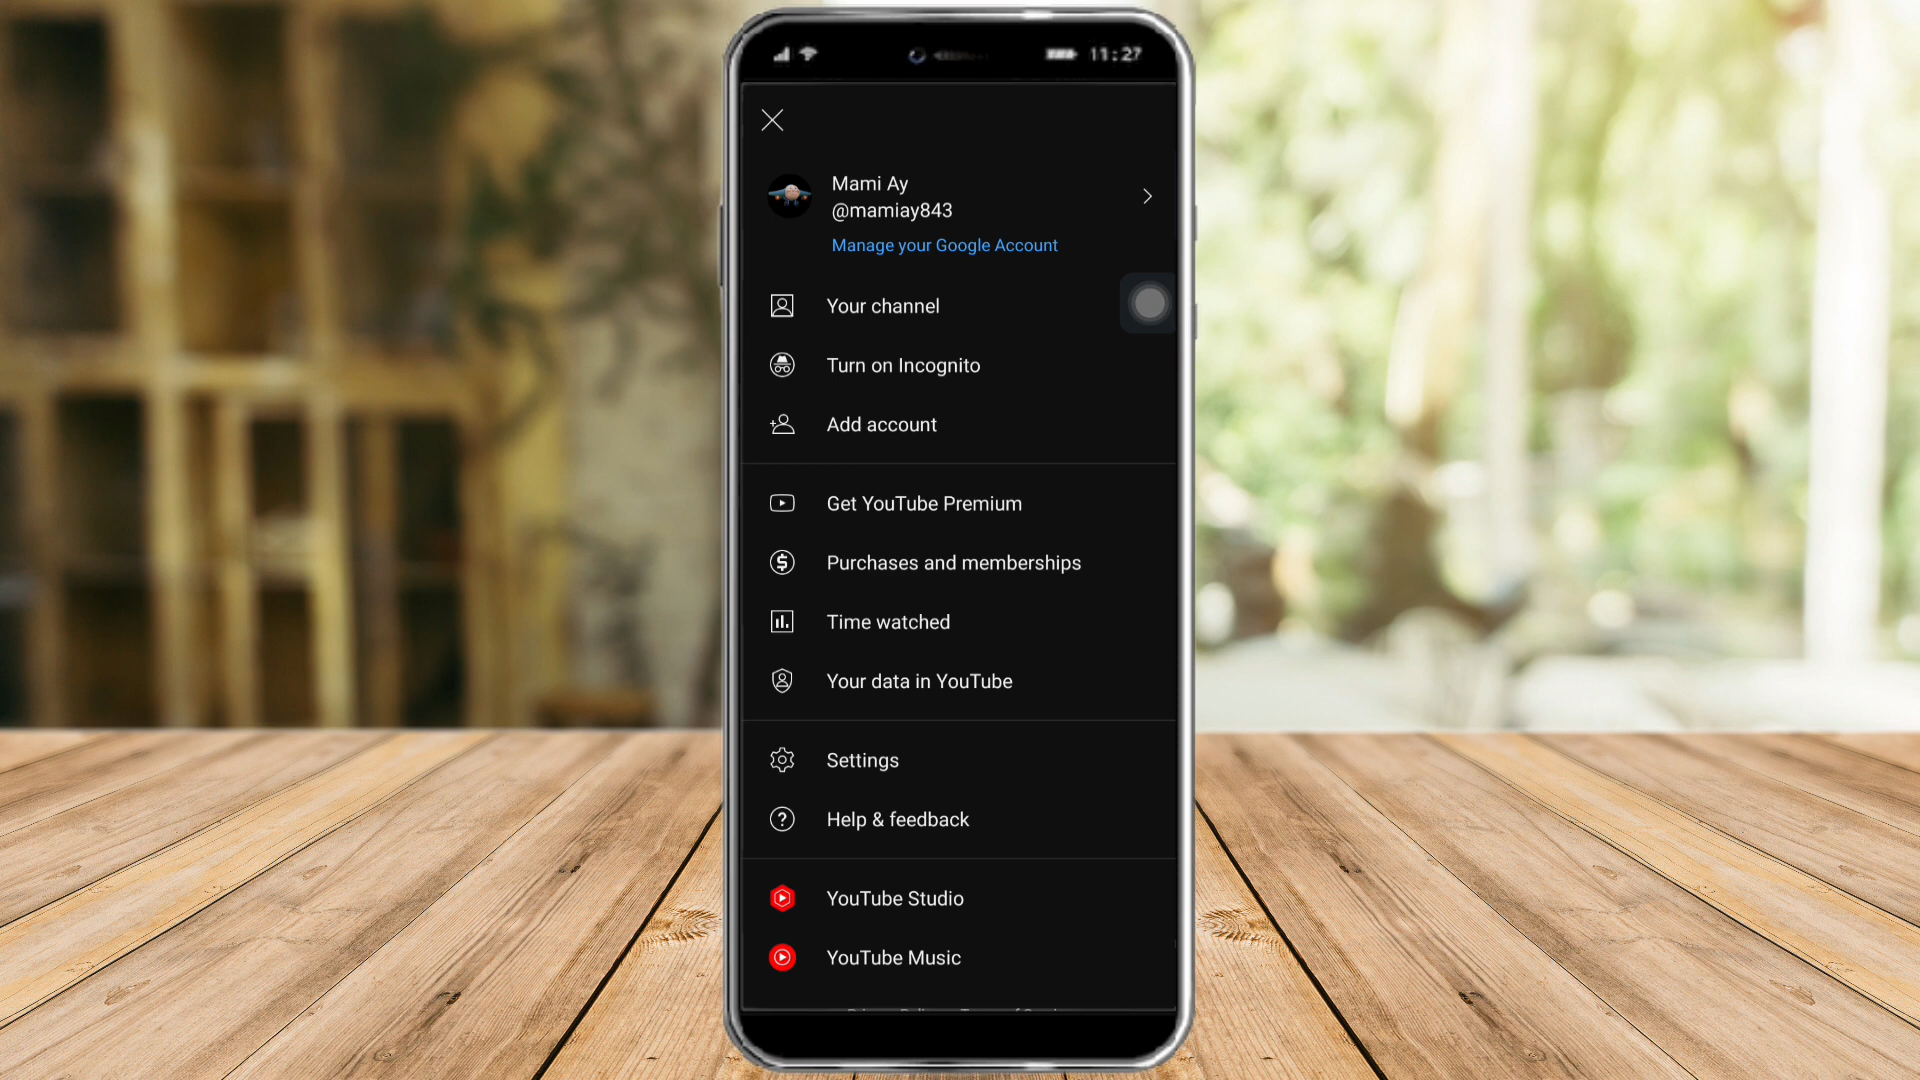 11:27
Mami Ay
@mamiay843
Manage your Google Account
Your channel
Turn on Incognito
Add account
Get YouTube Premium
Purchases and memberships
Time watched
Your data in YouTube
Settings
Help & feedback
YouTube Studio
YouTube Music